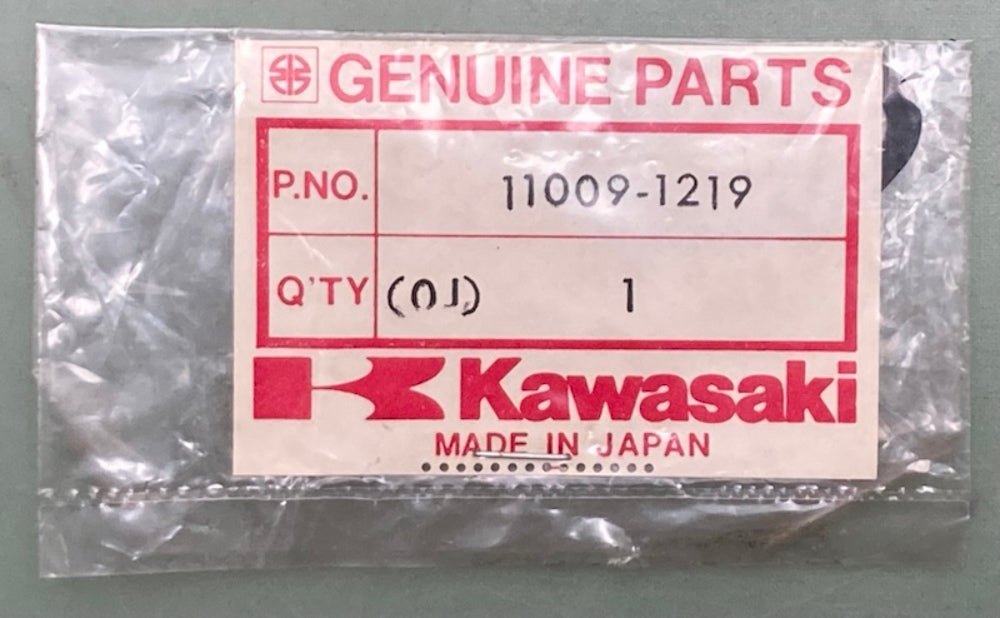 GENUINE PARTS
P.NO. 11009-1219
Q'TY (OJ) 1
Kawasaki
MADE IN JAPAN